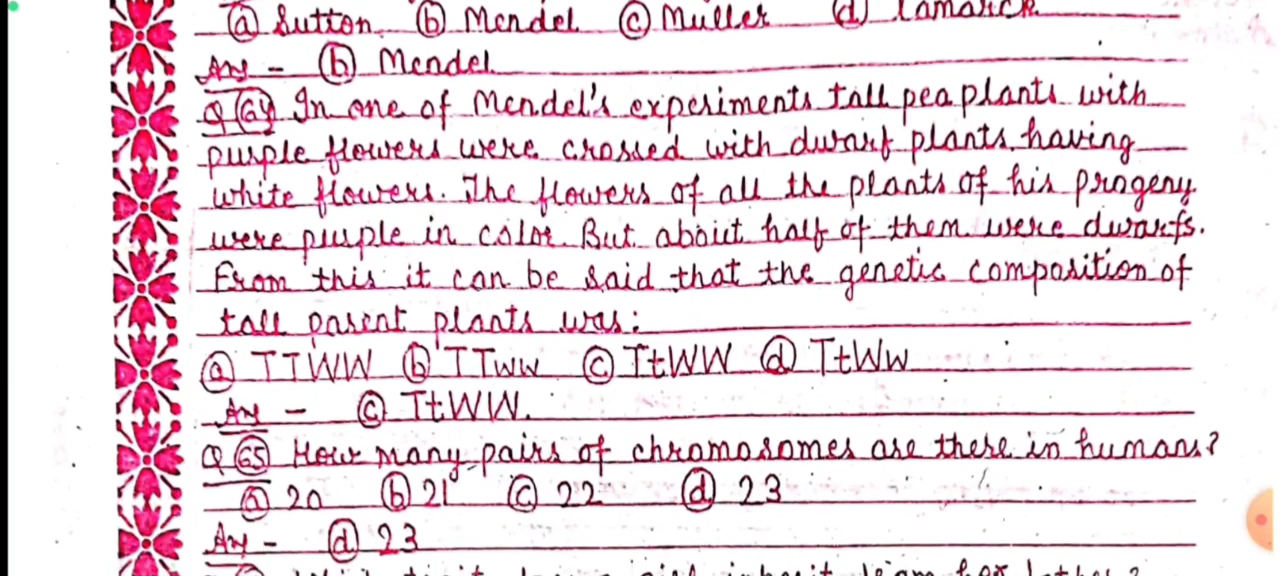 ⓐ Sutton ⓑ Mendel ⓒ Muller ⓓ Lamarck
Ans - ⓑ Mendel
Q 64 In one of Mendel's experiments tall pea plants with
purple flowers were crossed with dwarf plants having
white flowers. The flowers of all the plants of his progeny
were purple in color But about half of them were dwarfs.
From this it can be said that the genetic composition of
tall parent plants was:
ⓐ TTWW ⓑ TTww ⓒ TtWW ⓓ TtWw
An - ⓒ TtWW.
Q 65 How many pairs of chromosomes are there in humans?
ⓐ 20 ⓑ 21 ⓒ 22 ⓓ 23
An - ⓓ 23